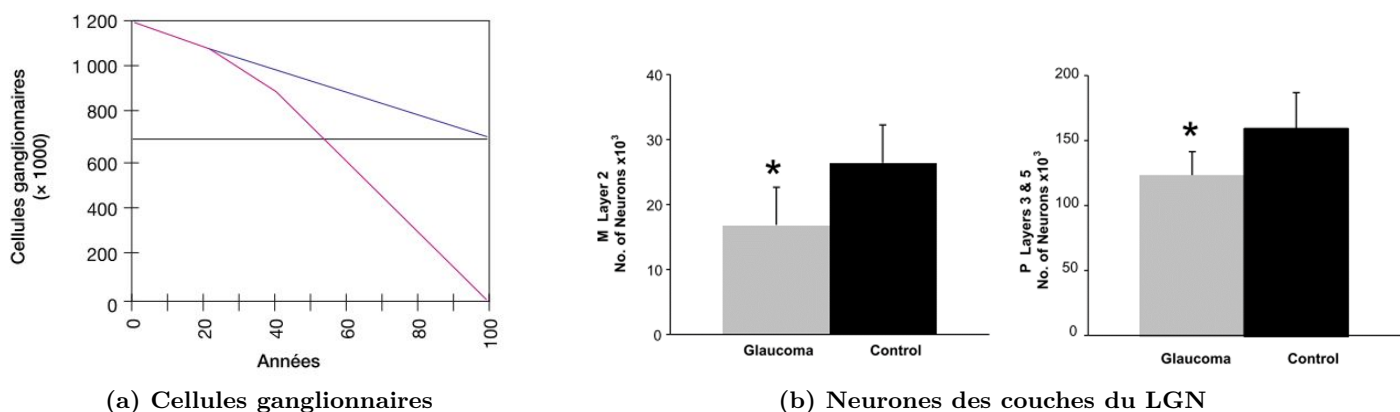 1 200
1 000
800
600
400
200
0
Cellules ganglionnaires
(× 1000)
0
20
40
60
80
100
Années
(a) Cellules ganglionnaires
40
30
20
10
0
M Layer 2
No. of Neurons x10³
*
Glaucoma
Control
200
150
100
50
0
P Layers 3 & 5
No. of Neurons x10³
*
Glaucoma
Control
(b) Neurones des couches du LGN